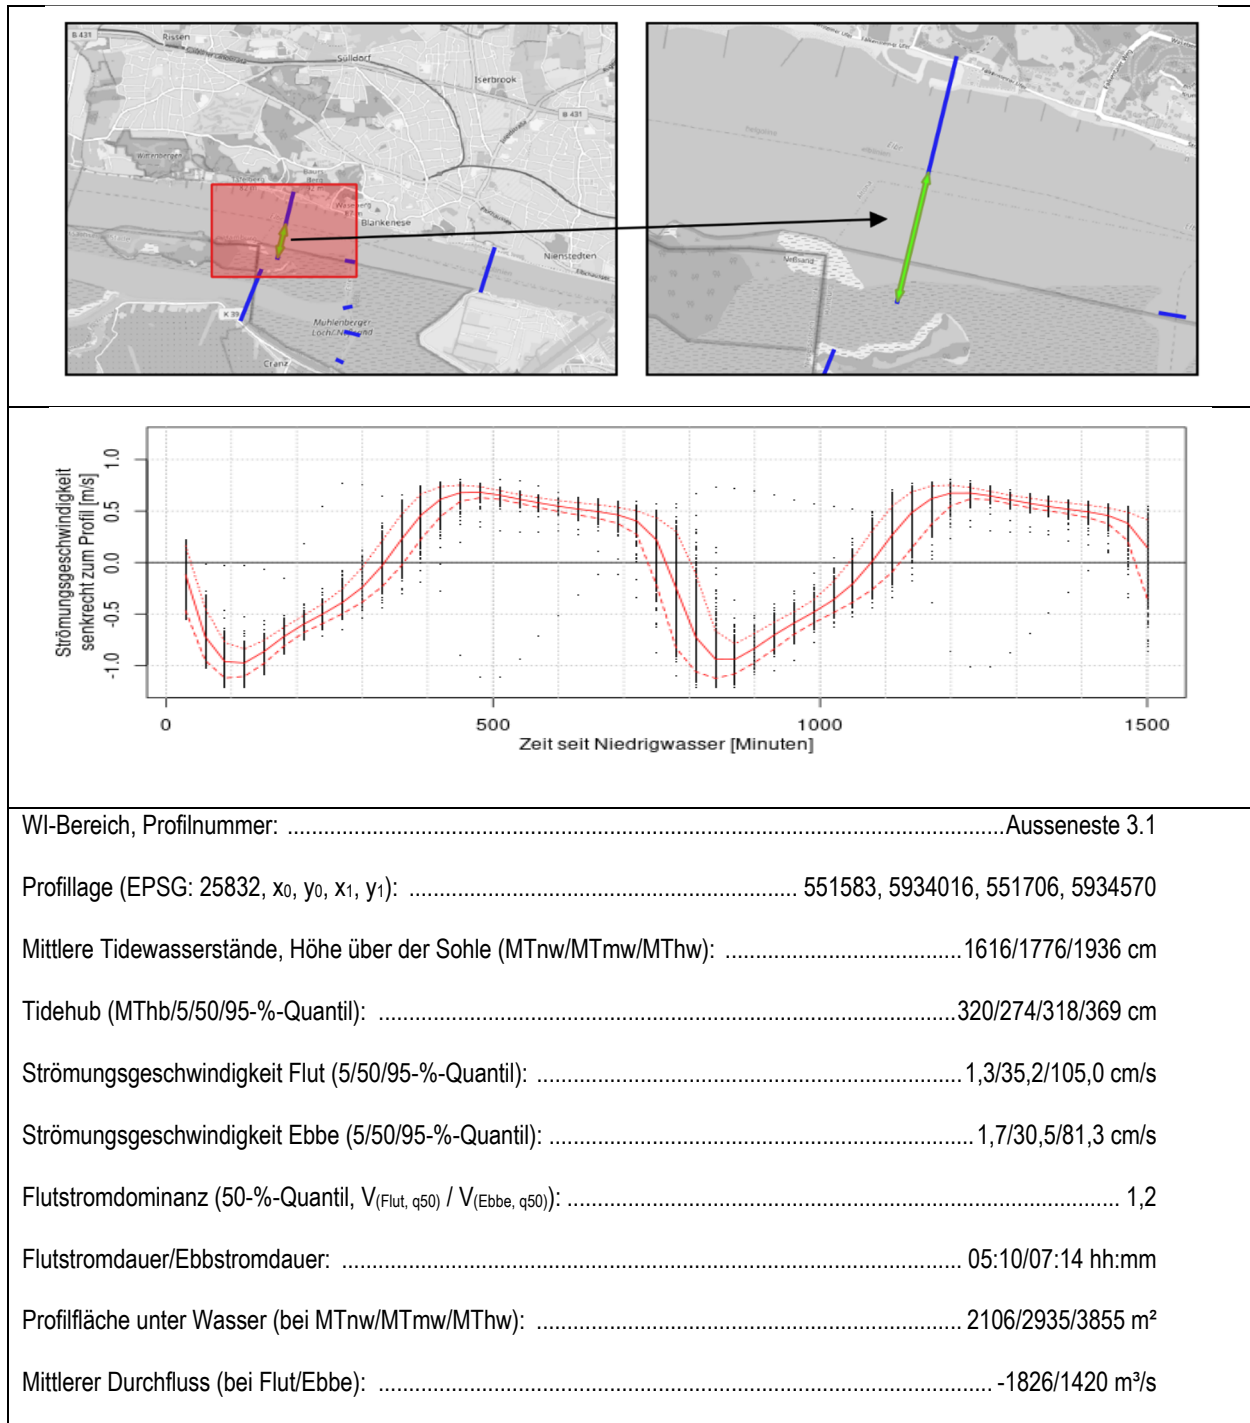 B 431
Rissen
Sülldorf
Iserbrook
B 431
Wittenbergen
Blankenese
Nienstedten
K 39
Mühlenberger
Loch/Neßsand
Cranz
Neßsand
Strömungsgeschwindigkeit
senkrecht zum Profil [m/s]
1.0
0.5
0.0
-0.5
-1.0
0
500
1000
1500
Zeit seit Niedrigwasser [Minuten]
WI-Bereich, Profilnummer: ........ Ausseneste 3.1
Profillage (EPSG: 25832, x₀, y₀, x₁, y₁): ........ 551583, 5934016, 551706, 5934570
Mittlere Tidewasserstände, Höhe über der Sohle (MTnw/MTmw/MThw): ........ 1616/1776/1936 cm
Tidehub (MThb/5/50/95-%-Quantil): ........ 320/274/318/369 cm
Strömungsgeschwindigkeit Flut (5/50/95-%-Quantil): ........ 1,3/35,2/105,0 cm/s
Strömungsgeschwindigkeit Ebbe (5/50/95-%-Quantil): ........ 1,7/30,5/81,3 cm/s
Flutstromdominanz (50-%-Quantil, V(Flut, q50) / V(Ebbe, q50)): ........ 1,2
Flutstromdauer/Ebbstromdauer: ........ 05:10/07:14 hh:mm
Profilfläche unter Wasser (bei MTnw/MTmw/MThw): ........ 2106/2935/3855 m²
Mittlerer Durchfluss (bei Flut/Ebbe): ........ -1826/1420 m³/s